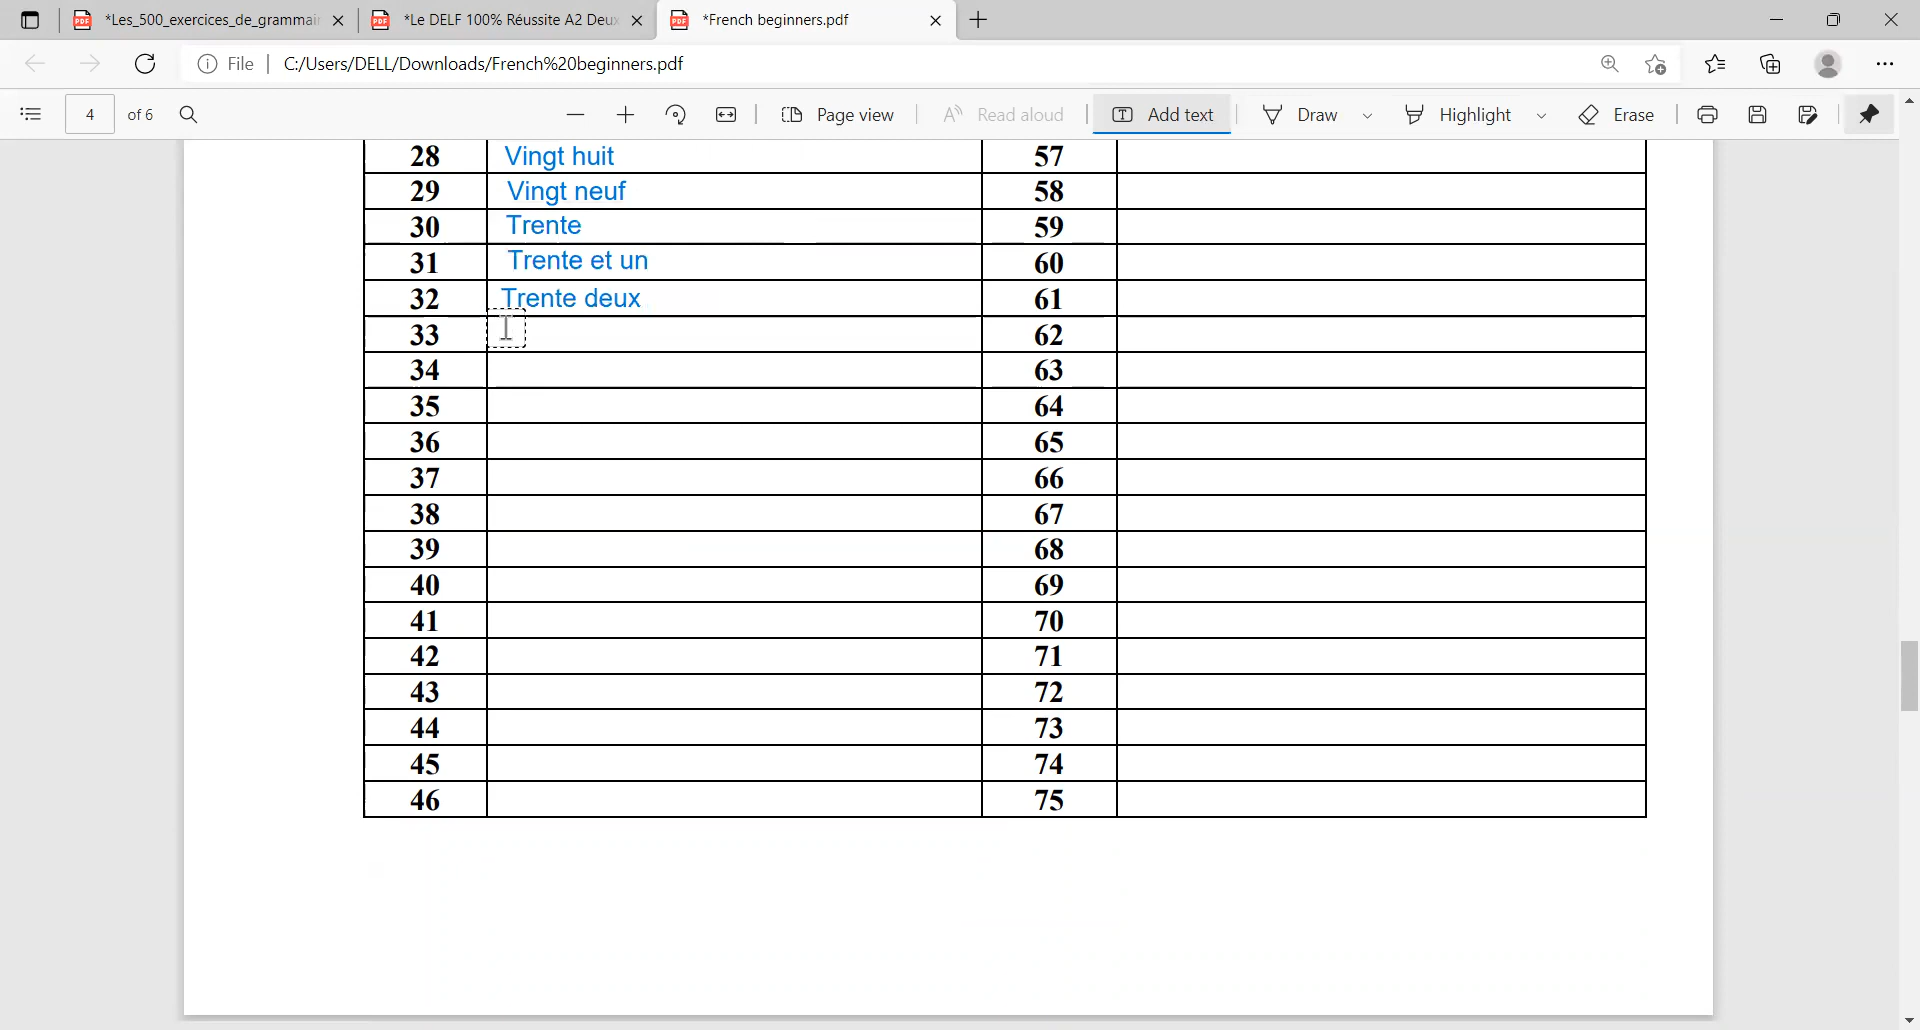 *Les_500_exercices_de_grammai
*Le DELF 100% Réussite A2 Deu
*French beginners.pdf
File
C:/Users/DELL/Downloads/French%20beginners.pdf
4 of 6
Page view
Read aloud
Add text
Draw
Highlight
Erase
28 Vingt huit 57
29 Vingt neuf 58
30 Trente 59
31 Trente et un 60
32 Trente deux 61
33 62
34 63
35 64
36 65
37 66
38 67
39 68
40 69
41 70
42 71
43 72
44 73
45 74
46 75